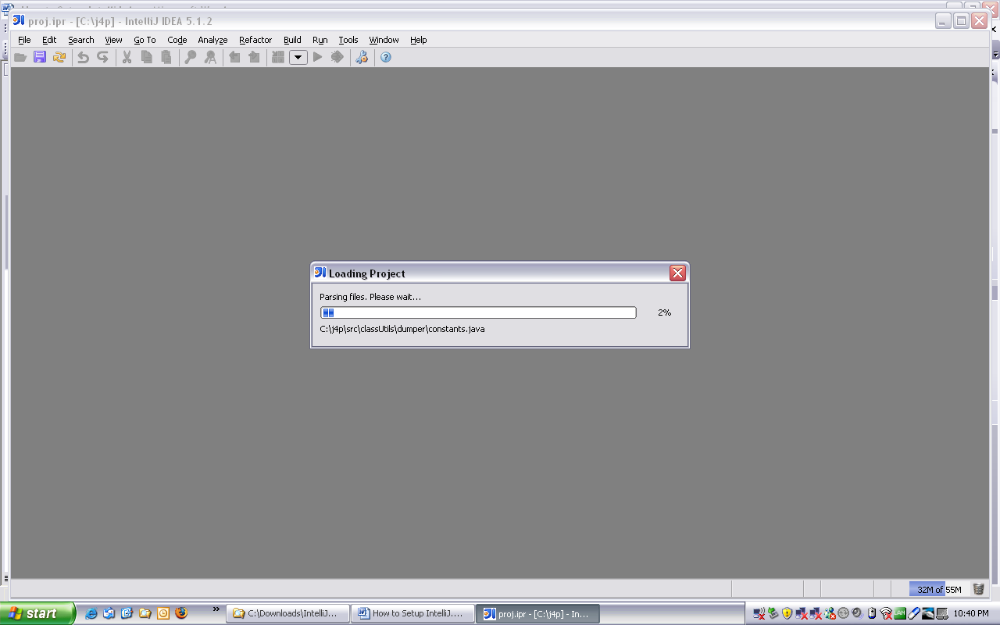 proj.ipr - [C:\j4p] - IntelliJ IDEA 5.1.2
File Edit Search View Go To Code Analyze Refactor Build Run Tools Window Help
Loading Project
Parsing files. Please wait...
2%
C:\j4p\src\classUtils\dumper\constants.java
32M of 55M
start
C:\Downloads\IntelliJ...
How to Setup IntelliJ....
proj.ipr - [C:\j4p] - In...
LAN
10:40 PM